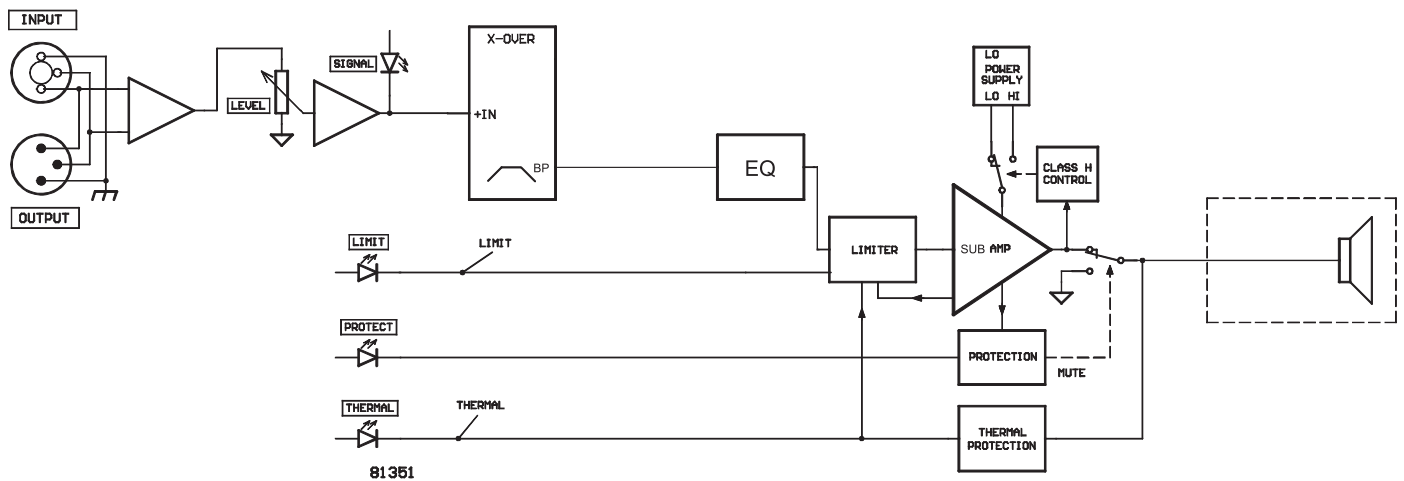 INPUT
OUTPUT
LEVEL
SIGNAL
X-OVER
+IN
BP
EQ
LO
POWER
SUPPLY
LO HI
CLASS H
CONTROL
LIMITER
SUB AMP
LIMIT
LIMIT
PROTECT
PROTECTION
MUTE
THERMAL
THERMAL
THERMAL
PROTECTION
81351